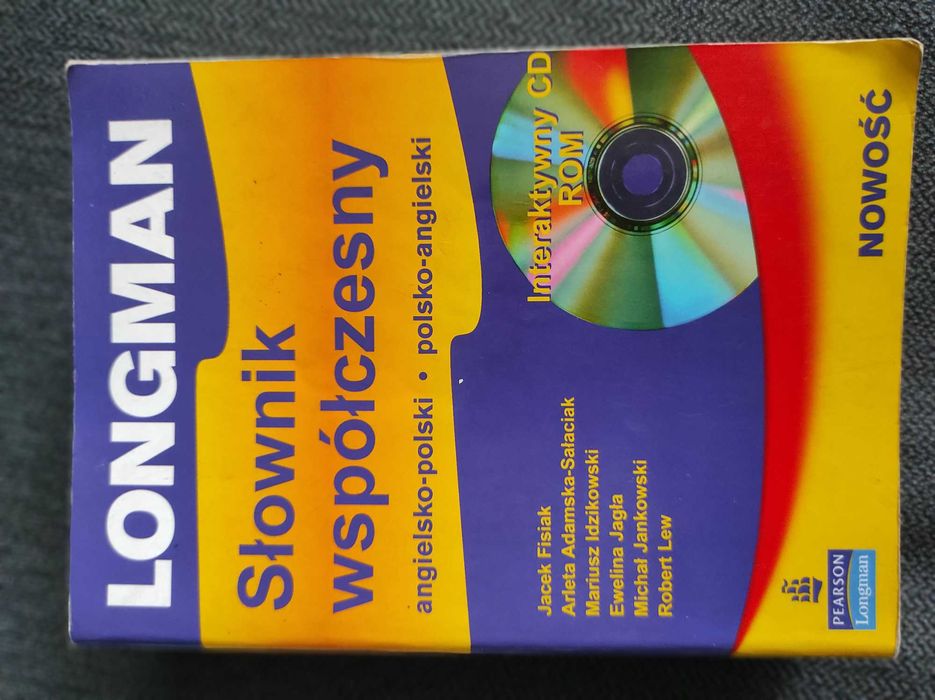 LONGMAN
Słownik
współczesny
angielsko-polski • polsko-angielski
Interaktywny CD
ROM
Jacek Fisiak
Arleta Adamska-Sałaciak
Mariusz Idzikowski
Ewelina Jagła
Michał Jankowski
Robert Lew
PEARSON
Longman
NOWOŚĆ